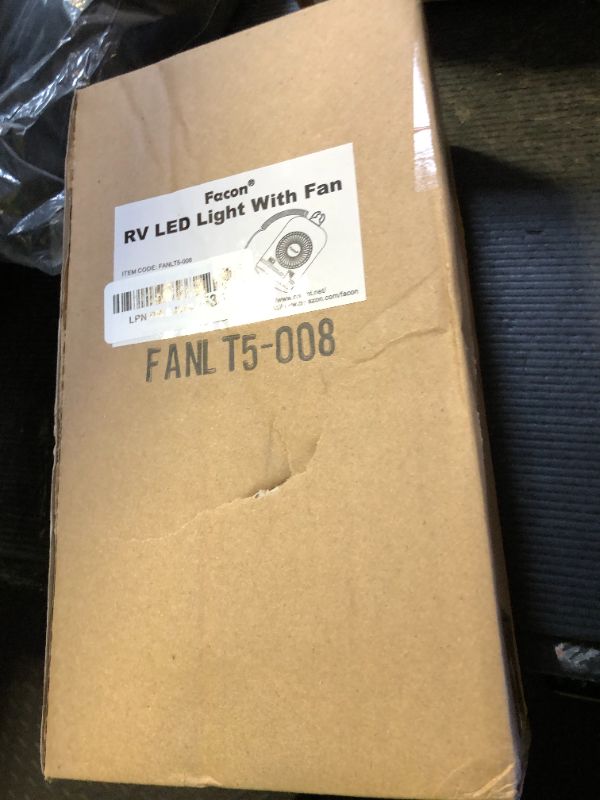 Facon®
RV LED Light With Fan
ITEM CODE: FANLT5-008
LPN
FANLT5-008